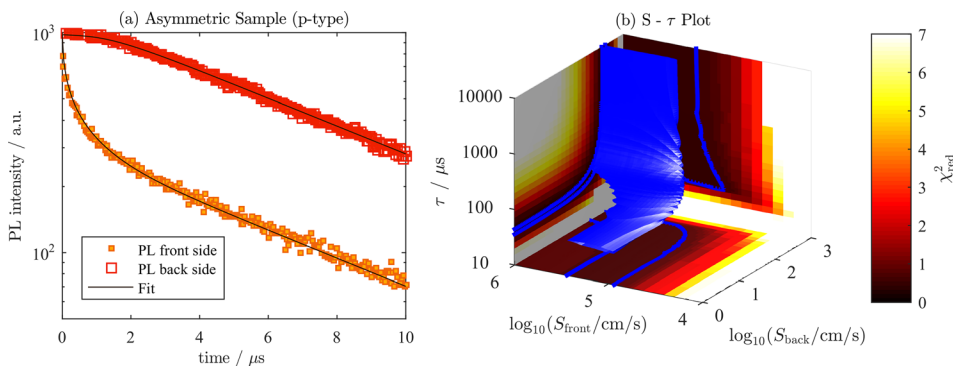 (a) Asymmetric Sample (p-type)
10³
10²
PL intensity / a.u.
PL front side
PL back side
Fit
0 2 4 6 8 10
time / μs
(b) S - τ Plot
10000
1000
100
10
τ / μs
6 5 4
log₁₀(S_front/cm/s)
0 1 2 3
log₁₀(S_back/cm/s)
7
6
5
4
3
2
1
0
χ²_red